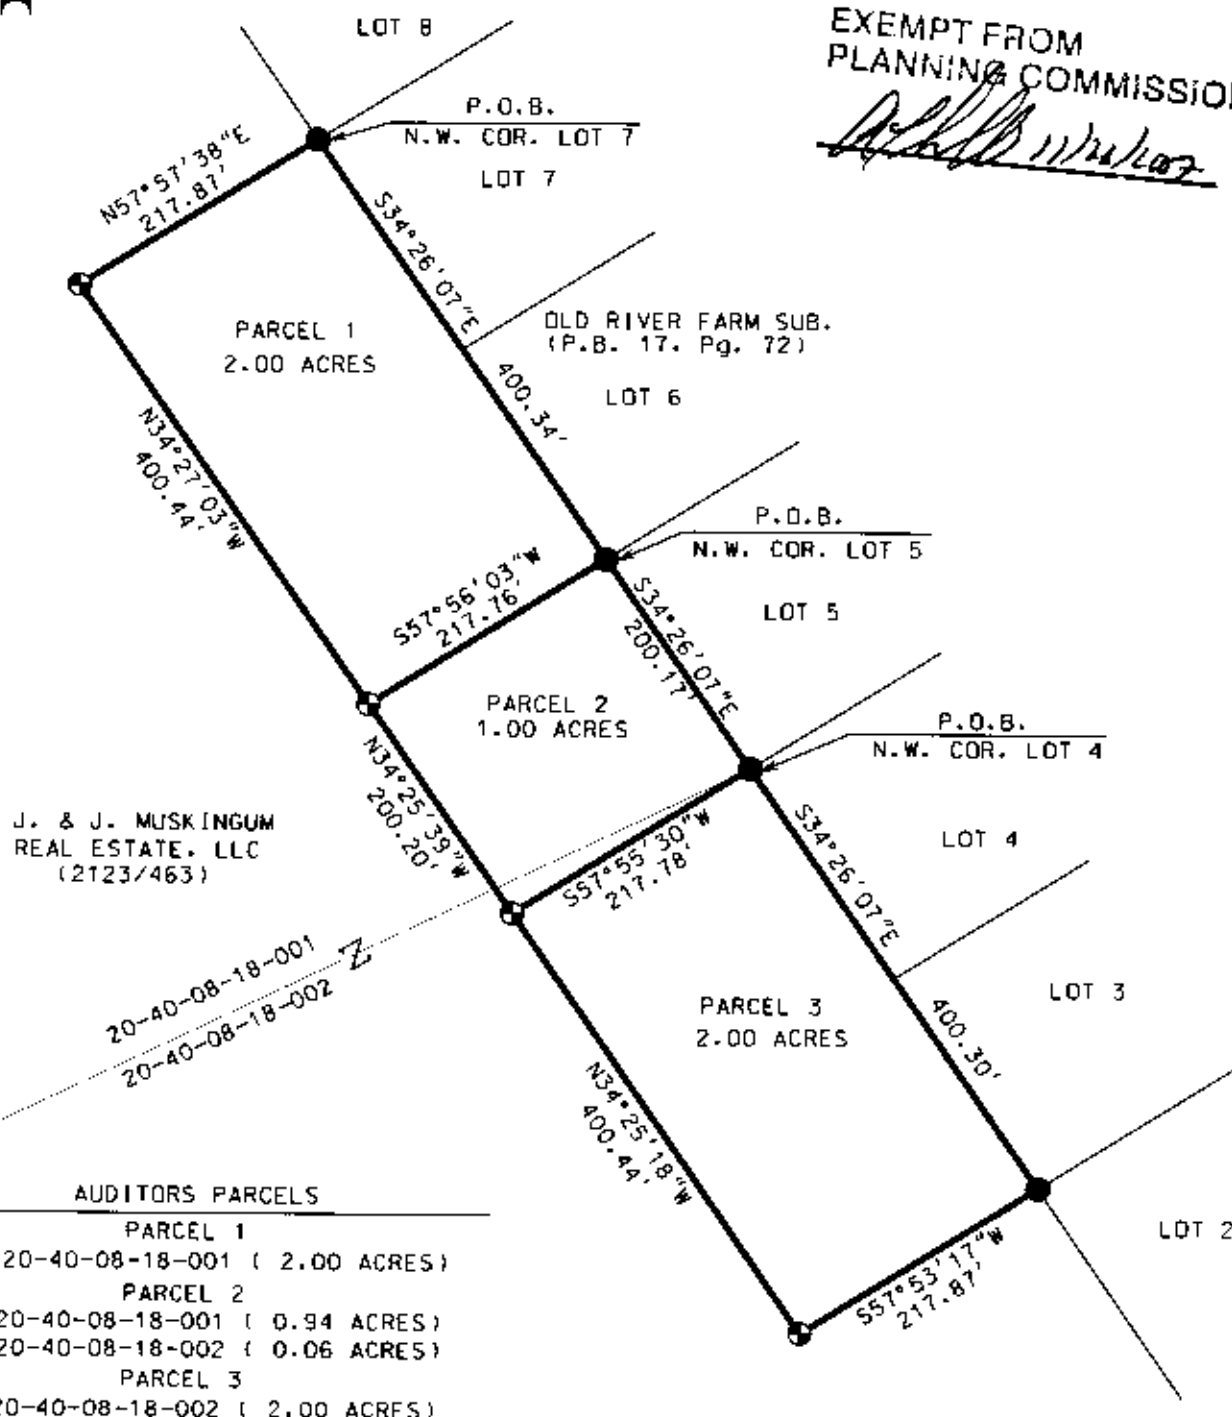 LOT 8
EXEMPT FROM
PLANNING COMMISSION
11/26/2007
P.O.B.
N.W. COR. LOT 7
LOT 7
N57°57'38"E
217.87'
S34°26'07"E
400.34'
PARCEL 1
2.00 ACRES
OLD RIVER FARM SUB.
(P.B. 17. Pg. 72)
LOT 6
N34°27'03"W
400.44'
P.O.B.
N.W. COR. LOT 5
LOT 5
S57°56'03"W
217.76'
S34°26'07"E
200.17'
PARCEL 2
1.00 ACRES
P.O.B.
N.W. COR. LOT 4
LOT 4
N34°25'39"W
200.20'
J. & J. MUSKINGUM
REAL ESTATE. LLC
(2123/463)
S57°55'30"W
217.78'
S34°26'07"E
400.30'
20-40-08-18-001
20-40-08-18-002
Z
PARCEL 3
2.00 ACRES
LOT 3
N34°25'18"W
400.44'
LOT 2
S57°53'17"W
217.87'
AUDITORS PARCELS
PARCEL 1
20-40-08-18-001 ( 2.00 ACRES)
PARCEL 2
20-40-08-18-001 ( 0.94 ACRES)
20-40-08-18-002 ( 0.06 ACRES)
PARCEL 3
20-40-08-18-002 ( 2.00 ACRES)